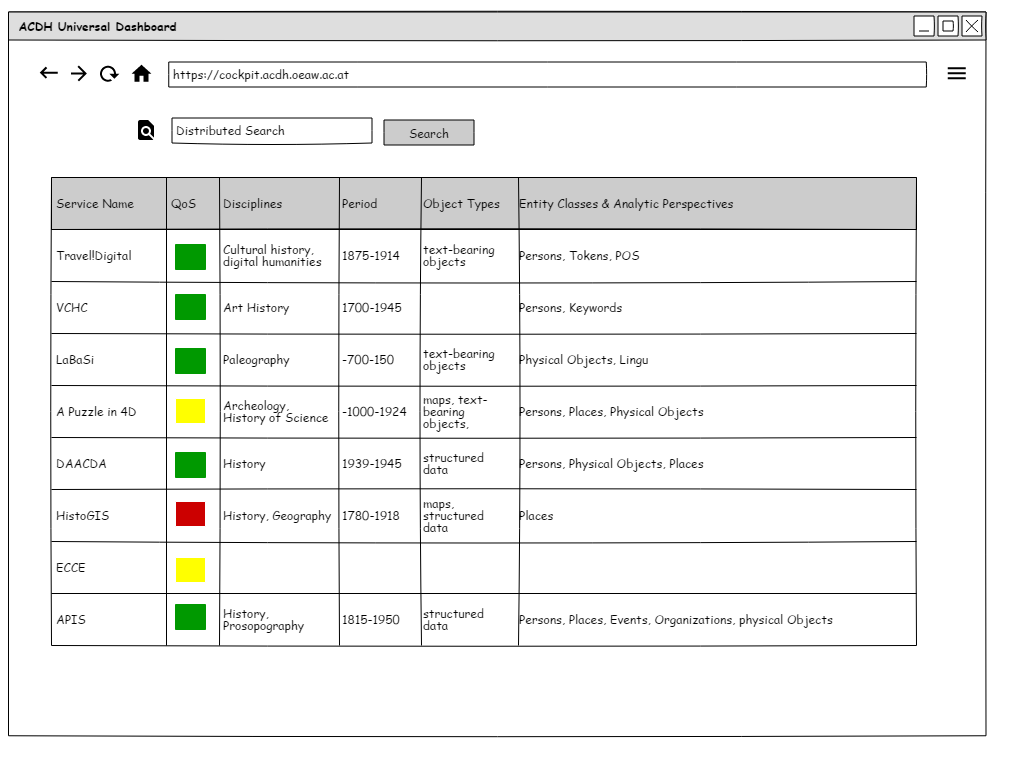 ACDH Universal Dashboard
https://cockpit.acdh.oeaw.ac.at
Distributed Search
Search
Service Name QoS Disciplines Period Object Types Entity Classes & Analytic Perspectives
Travel!Digital Cultural history, digital humanities 1875-1914 text-bearing objects Persons, Tokens, POS
VCHC Art History 1700-1945 Persons, Keywords
LaBaSi Paleography -700-150 text-bearing objects Physical Objects, Lingu
A Puzzle in 4D Archeology, History of Science -1000-1924 maps, text-bearing objects, Persons, Places, Physical Objects
DAACDA History 1939-1945 structured data Persons, Physical Objects, Places
HistoGIS History, Geography 1780-1918 maps, structured data Places
ECCE
APIS History, Prosopography 1815-1950 structured data Persons, Places, Events, Organizations, physical Objects